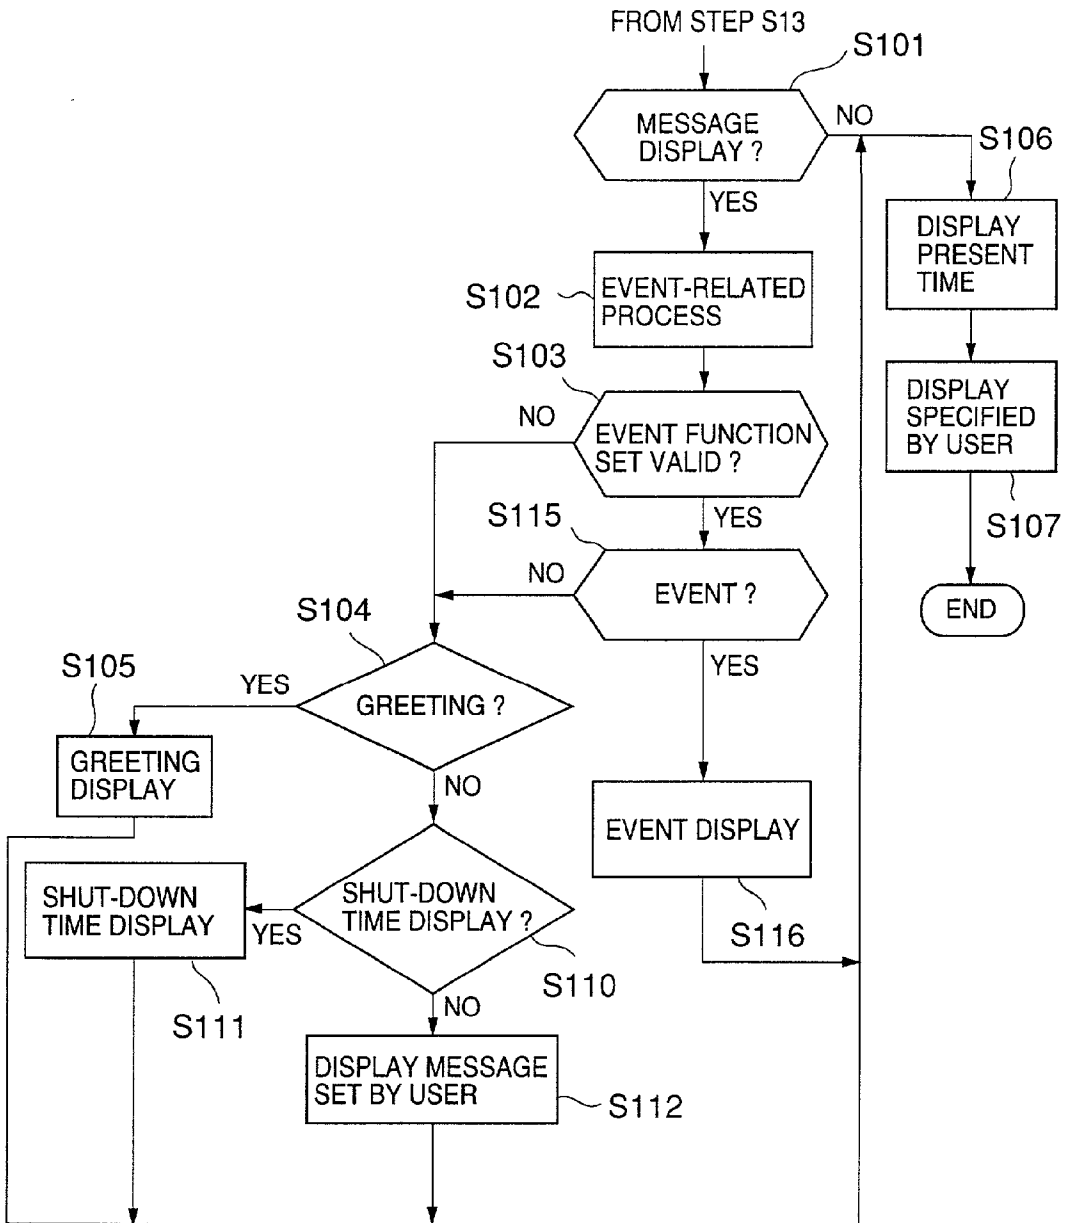 FROM STEP S13
S101
MESSAGE
DISPLAY ?
NO
YES
S106
DISPLAY
PRESENT
TIME
S102
EVENT-RELATED
PROCESS
S103
NO
EVENT FUNCTION
SET VALID ?
YES
DISPLAY
SPECIFIED
BY USER
S107
S115
NO
EVENT ?
YES
END
S104
GREETING ?
YES
NO
S105
GREETING
DISPLAY
EVENT DISPLAY
S116
SHUT-DOWN
TIME DISPLAY ?
S110
YES
NO
SHUT-DOWN
TIME DISPLAY
S111
DISPLAY MESSAGE
SET BY USER
S112